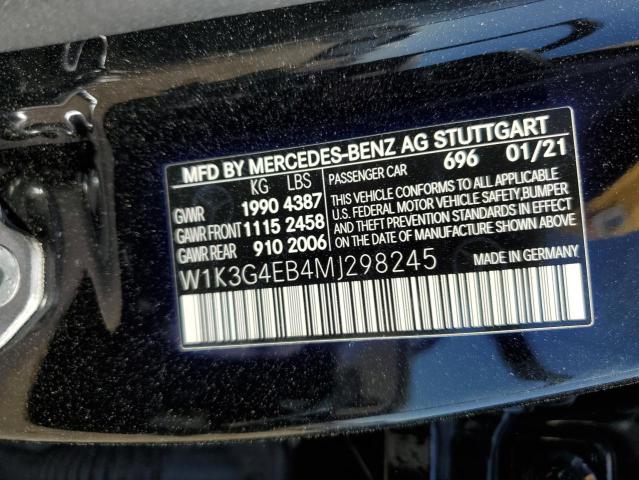 MFD BY MERCEDES-BENZ AG STUTTGART
KG LBS PASSENGER CAR 696 01/21
GVWR 1990 4387
GAWR FRONT 1115 2458
GAWR REAR 910 2006
THIS VEHICLE CONFORMS TO ALL APPLICABLE
U.S. FEDERAL MOTOR VEHICLE SAFETY, BUMPER
AND THEFT PREVENTION STANDARDS IN EFFECT
ON THE DATE OF MANUFACTURE SHOWN ABOVE
W1K3G4EB4MJ298245 MADE IN GERMANY